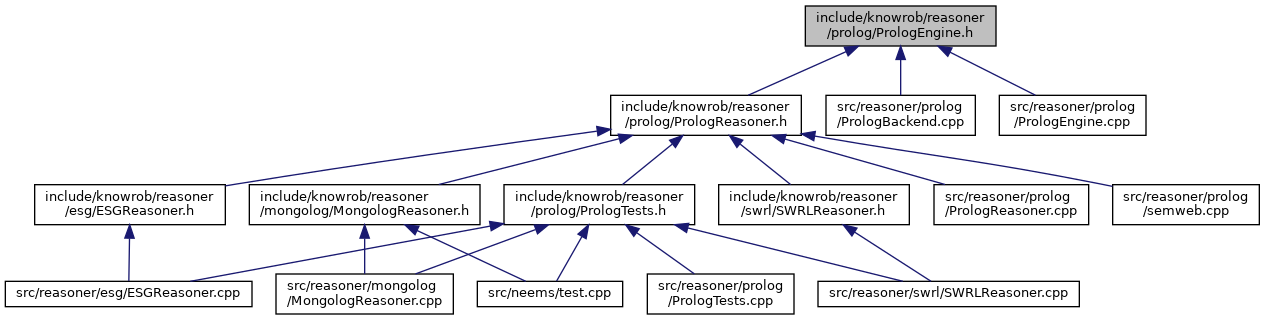 include/knowrob/reasoner
/prolog/PrologEngine.h
include/knowrob/reasoner
/prolog/PrologReasoner.h
src/reasoner/prolog
/PrologBackend.cpp
src/reasoner/prolog
/PrologEngine.cpp
include/knowrob/reasoner
/esg/ESGReasoner.h
include/knowrob/reasoner
/mongolog/MongologReasoner.h
include/knowrob/reasoner
/prolog/PrologTests.h
include/knowrob/reasoner
/swrl/SWRLReasoner.h
src/reasoner/prolog
/PrologReasoner.cpp
src/reasoner/prolog
/semweb.cpp
src/reasoner/esg/ESGReasoner.cpp
src/reasoner/mongolog
/MongologReasoner.cpp
src/neems/test.cpp
src/reasoner/prolog
/PrologTests.cpp
src/reasoner/swrl/SWRLReasoner.cpp